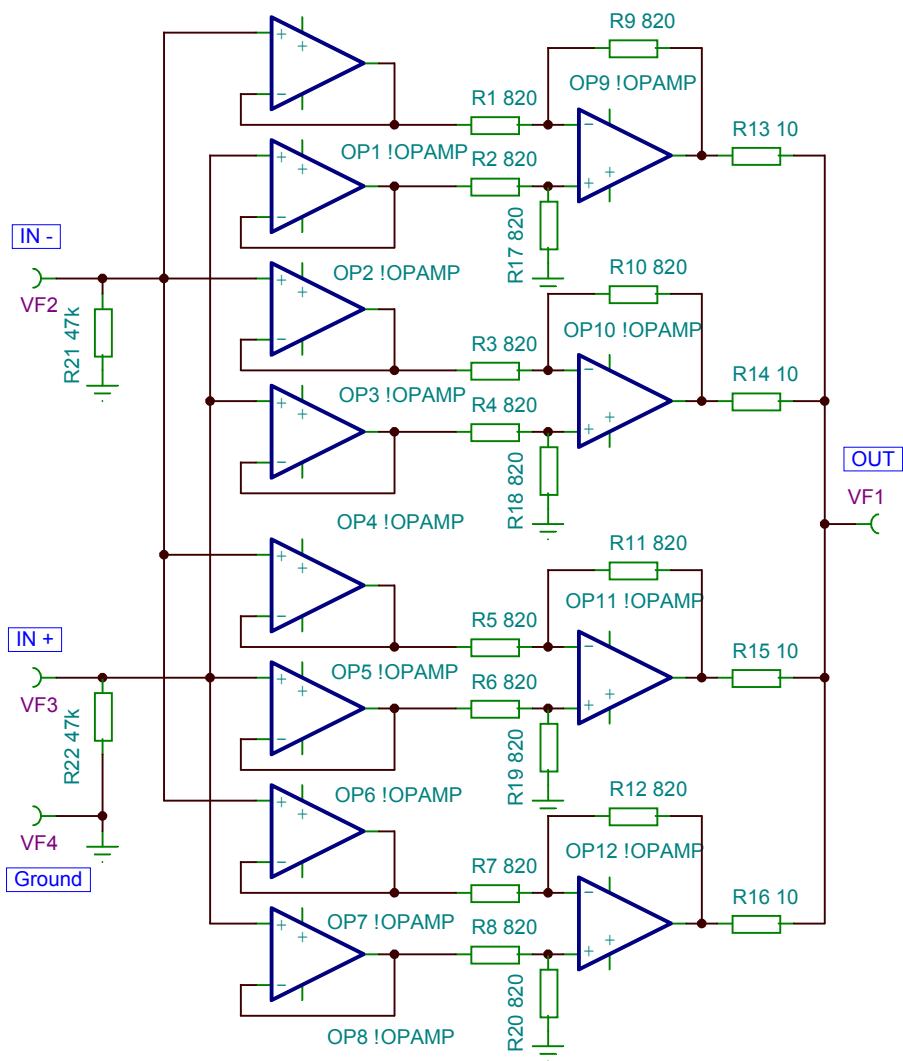 R9 820
OP9 !OPAMP
R1 820
R13 10
OP1 !OPAMP
R2 820
R17 820
IN -
VF2
R21 47k
OP2 !OPAMP
R10 820
OP10 !OPAMP
R3 820
R14 10
OP3 !OPAMP
R4 820
R18 820
OUT
VF1
OP4 !OPAMP
R11 820
OP11 !OPAMP
R5 820
R15 10
IN +
VF3
R22 47k
OP5 !OPAMP
R6 820
R19 820
OP6 !OPAMP
R12 820
VF4
Ground
OP12 !OPAMP
R7 820
R16 10
OP7 !OPAMP
R8 820
R20 820
OP8 !OPAMP